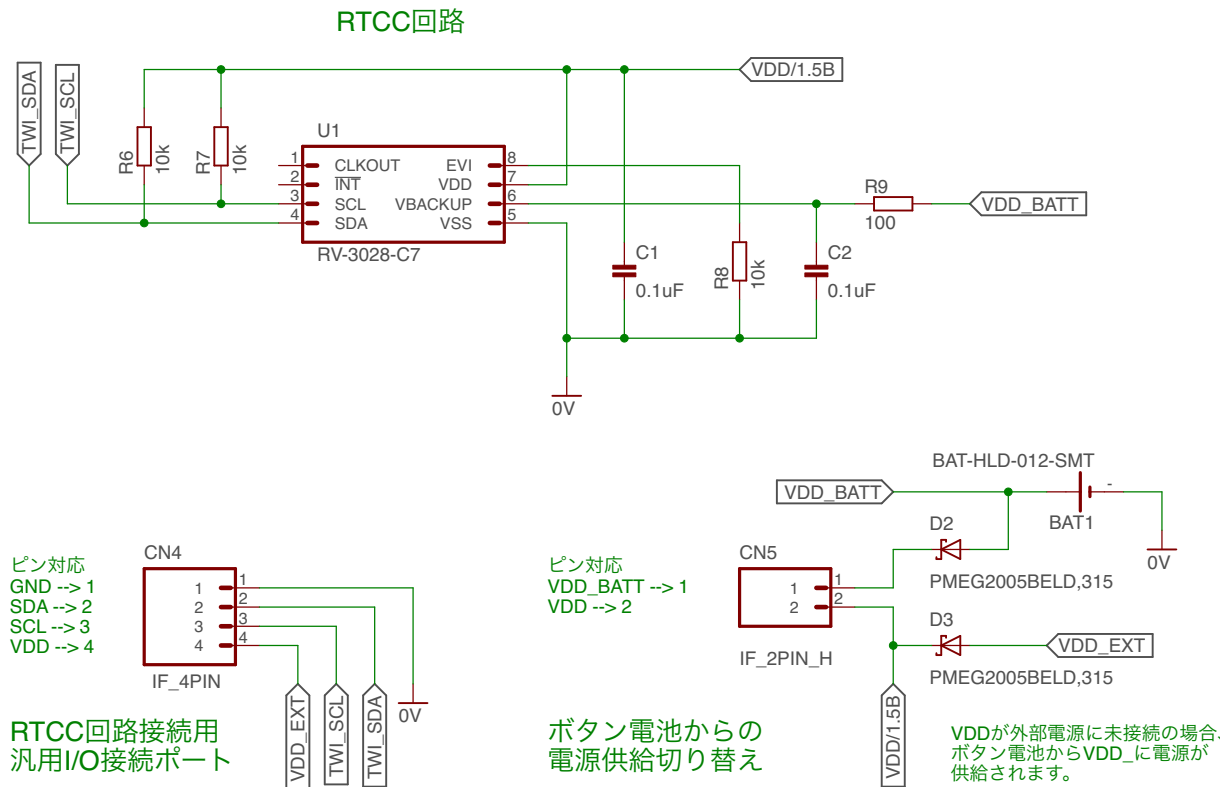 RTCC回路
TWI_SDA
TWI_SCL
VDD/1.5B
R6
10k
R7
10k
U1
1
CLKOUT
EVI
8
2
INT
VDD
7
3
SCL
VBACKUP
6
4
SDA
VSS
5
RV-3028-C7
R9
100
VDD_BATT
C1
0.1uF
R8
10k
C2
0.1uF
0V
BAT-HLD-012-SMT
VDD_BATT
-
BAT1
0V
D2
PMEG2005BELD,315
ピン対応
GND --> 1
SDA --> 2
SCL --> 3
VDD --> 4
CN4
1
1
2
2
3
3
4
4
IF_4PIN
VDD_EXT
TWI_SCL
TWI_SDA
0V
RTCC回路接続用
汎用I/O接続ポート
ピン対応
VDD_BATT --> 1
VDD --> 2
CN5
1
1
2
2
IF_2PIN_H
D3
VDD_EXT
PMEG2005BELD,315
VDD/1.5B
ボタン電池からの
電源供給切り替え
VDDが外部電源に未接続の場合、
ボタン電池からVDD_に電源が
供給されます。